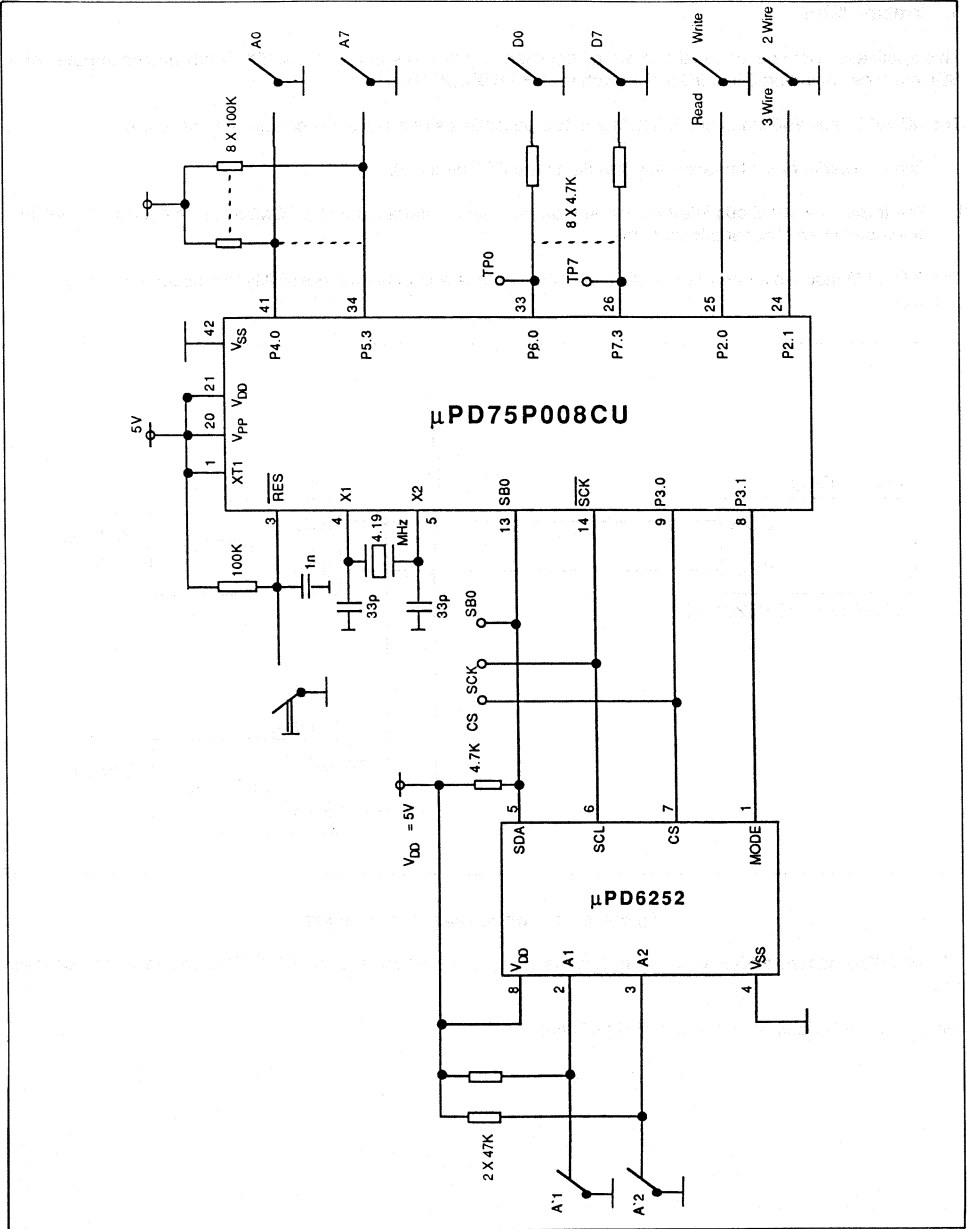 5V
100K
3
RES
1n
4
X1
4.19
MHz
5
X2
33p
33p
1
XT1
20
VPP
21
VDD
42
VSS
μPD75P008CU
41
P4.0
34
P5.3
33
P6.0
26
P7.3
25
P2.0
24
P2.1
8 X 100K
A0
A7
TP0
TP7
8 X 4.7K
D0
D7
Read
Write
3 Wire
2 Wire
13
SB0
14
SCK
9
P3.0
8
P3.1
SB0
SCK
CS
4.7K
VDD = 5V
5
SDA
6
SCL
7
CS
1
MODE
μPD6252
8
VDD
2
A1
3
A2
4
VSS
2 X 47K
A`1
A`2